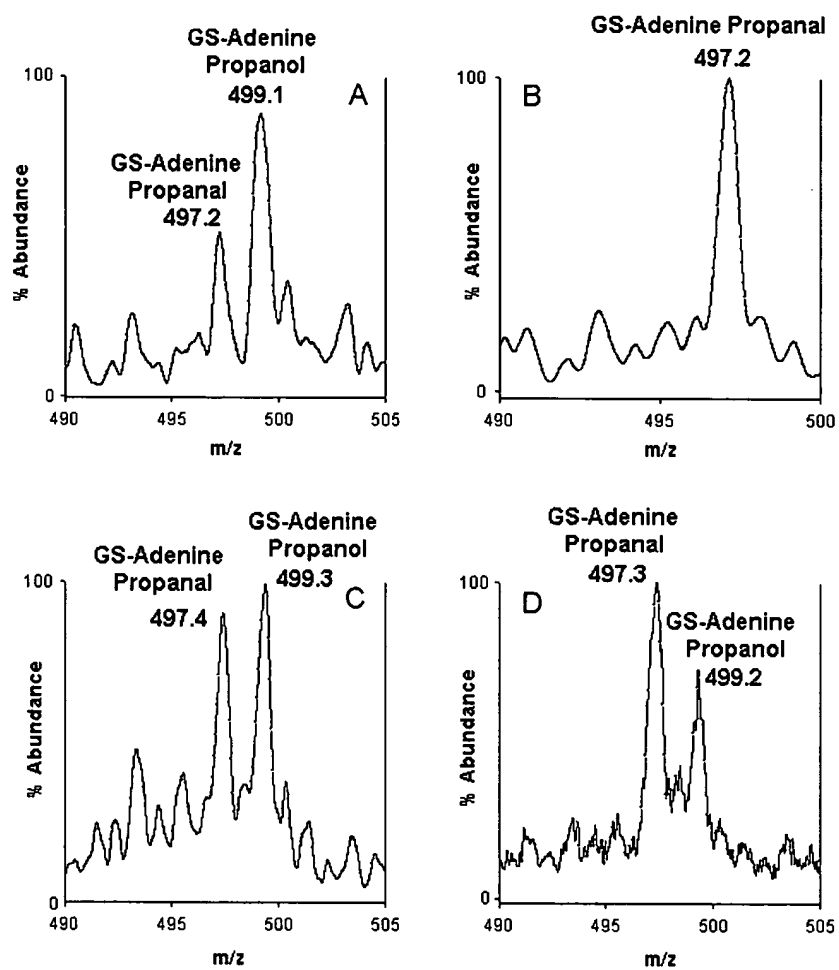 GS-Adenine
Propanol
499.1
A
GS-Adenine
Propanal
497.2
100
% Abundance
0
490 495 500 505
m/z
GS-Adenine Propanal
497.2
B
100
% Abundance
0
490 495 500
m/z
GS-Adenine
Propanol
499.3
C
GS-Adenine
Propanal
497.4
100
% Abundance
0
490 495 500 505
m/z
GS-Adenine
Propanal
497.3
D
GS-Adenine
Propanol
499.2
100
% Abundance
0
490 495 500 505
m/z